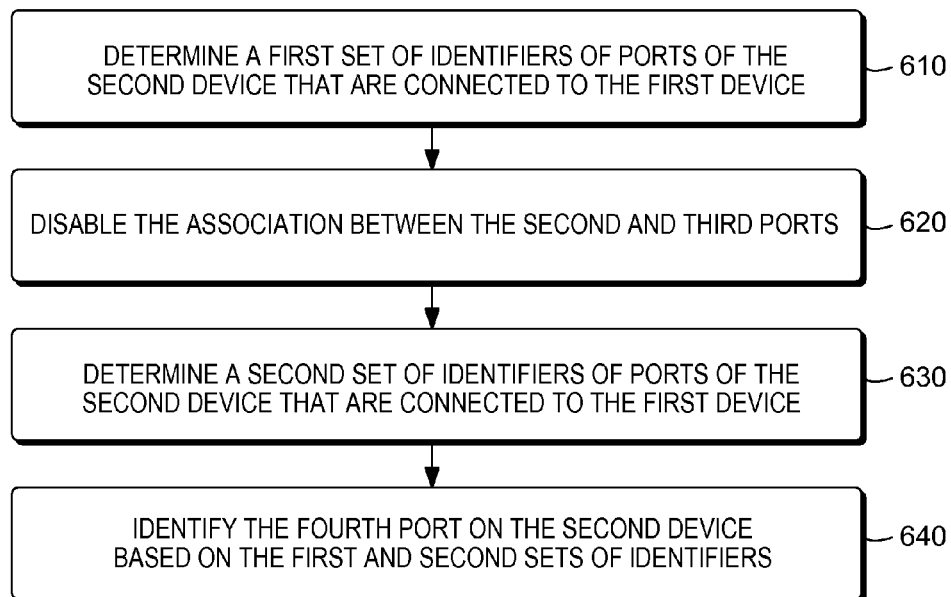 DETERMINE A FIRST SET OF IDENTIFIERS OF PORTS OF THE
SECOND DEVICE THAT ARE CONNECTED TO THE FIRST DEVICE
610
DISABLE THE ASSOCIATION BETWEEN THE SECOND AND THIRD PORTS
620
DETERMINE A SECOND SET OF IDENTIFIERS OF PORTS OF THE
SECOND DEVICE THAT ARE CONNECTED TO THE FIRST DEVICE
630
IDENTIFY THE FOURTH PORT ON THE SECOND DEVICE
BASED ON THE FIRST AND SECOND SETS OF IDENTIFIERS
640